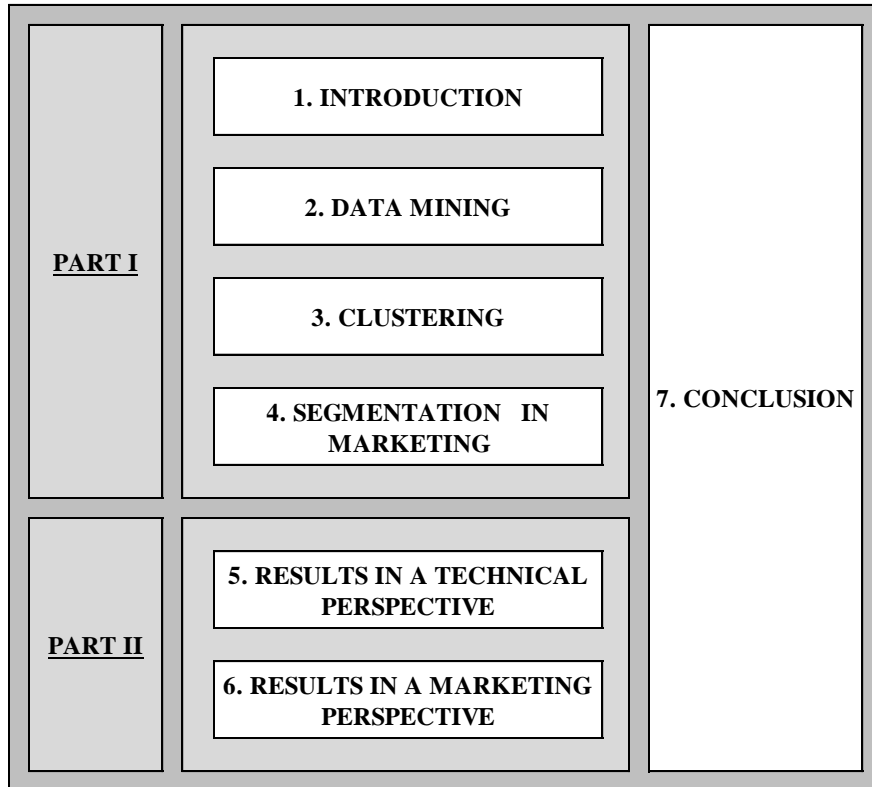 PART I
1. INTRODUCTION
2. DATA MINING
3. CLUSTERING
4. SEGMENTATION IN
MARKETING
PART II
5. RESULTS IN A TECHNICAL
PERSPECTIVE
6. RESULTS IN A MARKETING
PERSPECTIVE
7. CONCLUSION